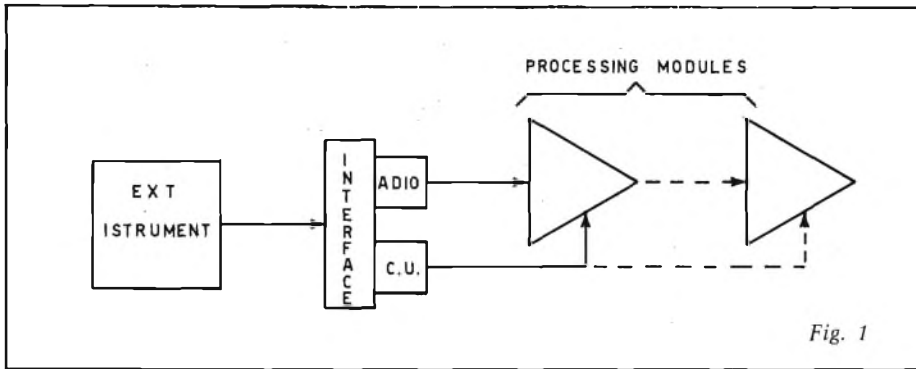 PROCESSING MODULES
EXT
ISTRUMENT
INTERFACE
ADIO
C.U.
Fig. 1